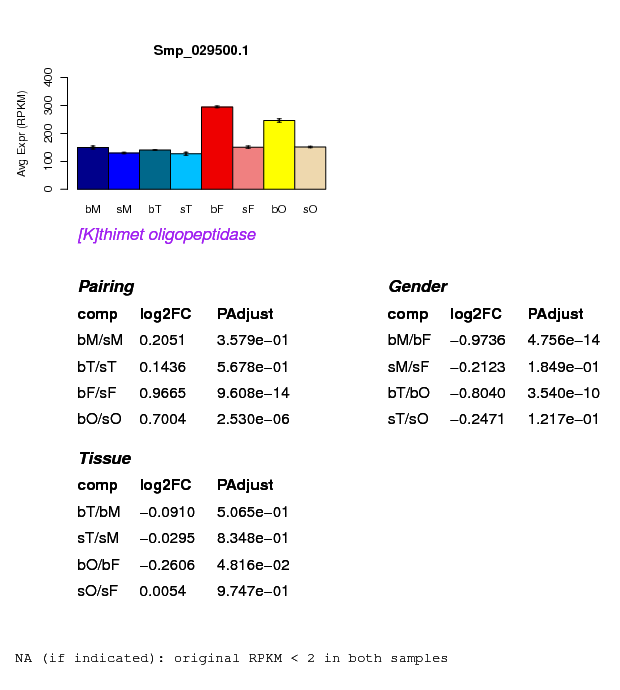 Smp_029500.1
Avg Expr (RPKM)
0 100 200 300 400
bM sM bT sT bF sF bO sO
[K]thimet oligopeptidase
Pairing
comp log2FC PAdjust
bM/sM 0.2051 3.579e−01
bT/sT 0.1436 5.678e−01
bF/sF 0.9665 9.608e−14
bO/sO 0.7004 2.530e−06
Gender
comp log2FC PAdjust
bM/bF −0.9736 4.756e−14
sM/sF −0.2123 1.849e−01
bT/bO −0.8040 3.540e−10
sT/sO −0.2471 1.217e−01
Tissue
comp log2FC PAdjust
bT/bM −0.0910 5.065e−01
sT/sM −0.0295 8.348e−01
bO/bF −0.2606 4.816e−02
sO/sF 0.0054 9.747e−01
NA (if indicated): original RPKM < 2 in both samples